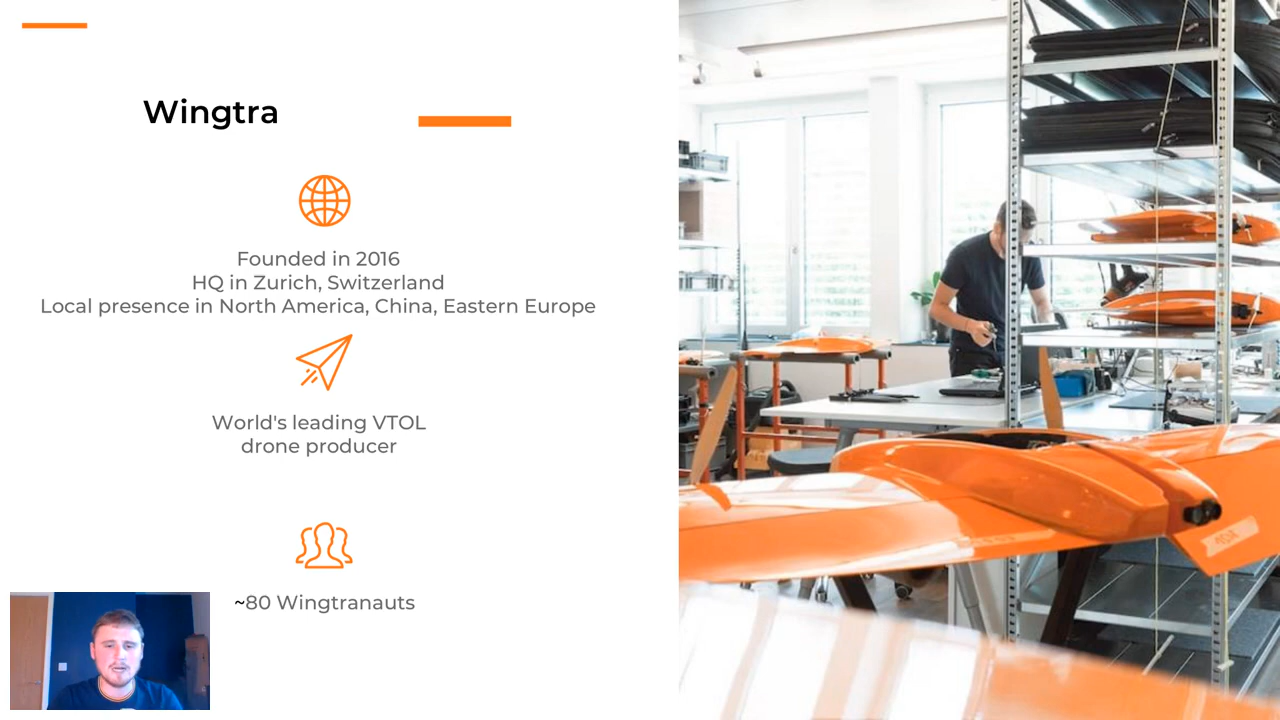 Wingtra
Founded in 2016
HQ in Zurich, Switzerland
Local presence in North America, China, Eastern Europe
World's leading VTOL
drone producer
~80 Wingtranauts